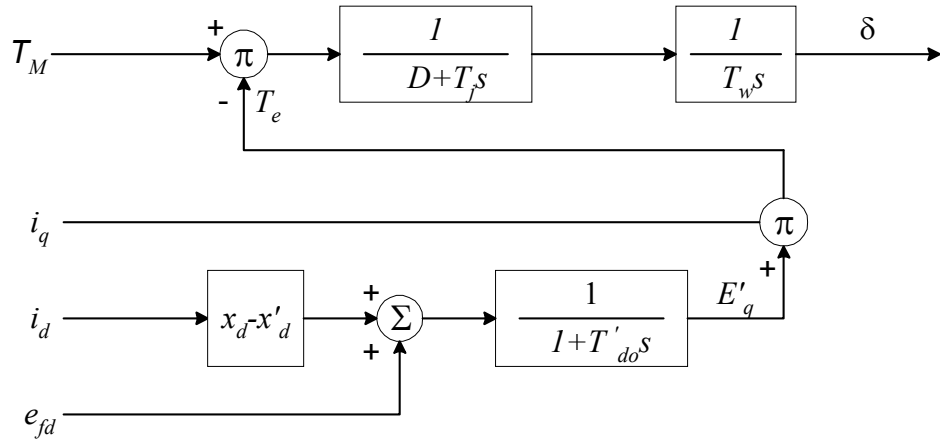 T_M
+
π
-
T_e
1
D+T_js
1
T_ws
δ
i_q
π
+
i_d
x_d-x'_d
+
+
Σ
1
1+T'_dos
E'_q
e_fd